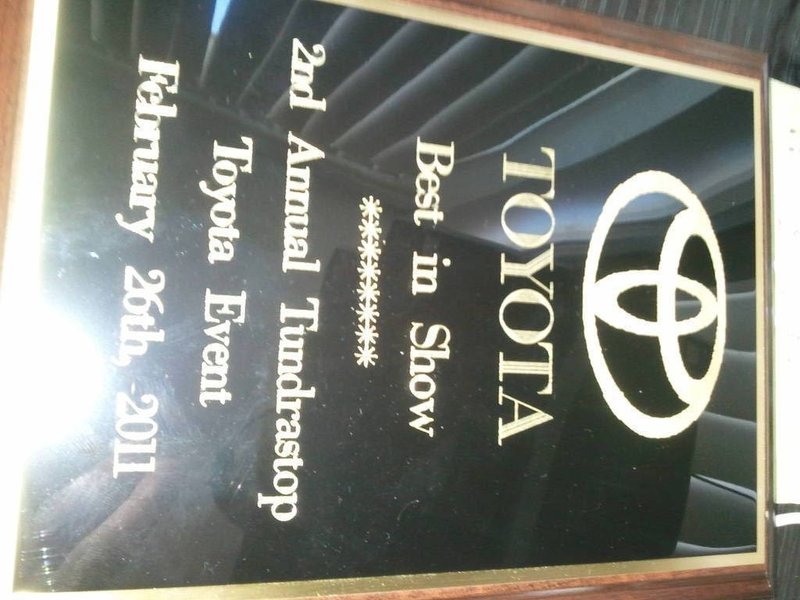 TOYOTA
Best in Show
********
2nd Annual Tundrastop
Toyota Event
February 26th, 2011